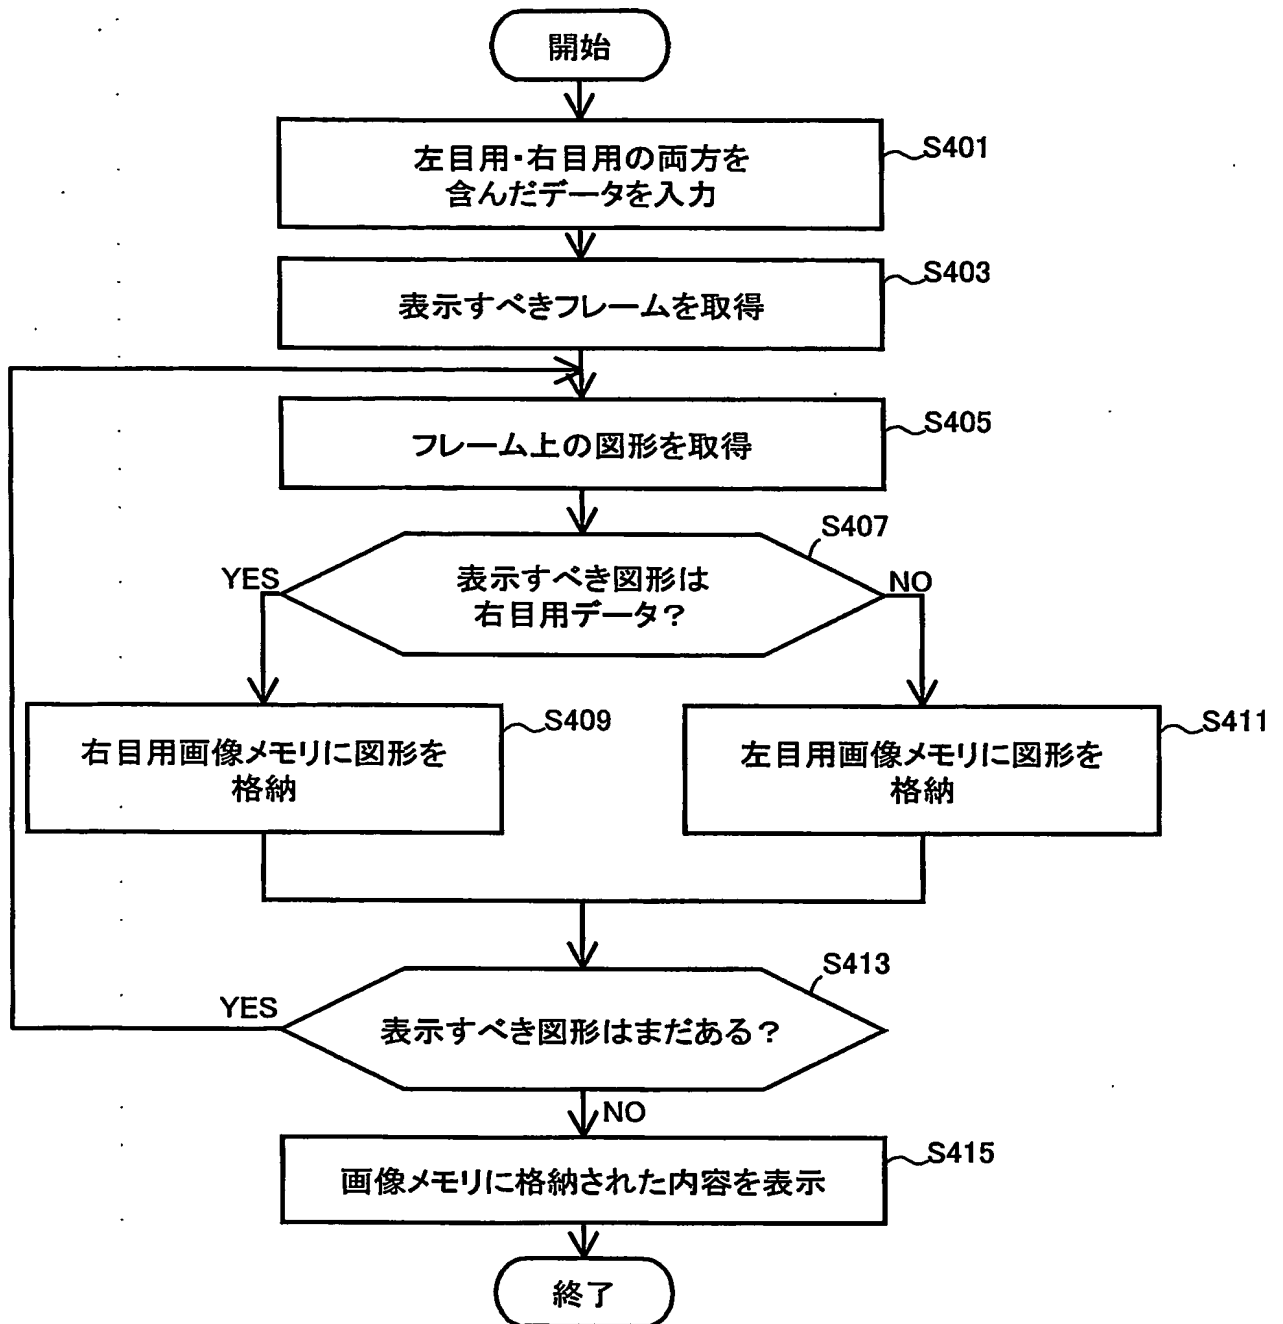 開始
左目用・右目用の両方を
含んだデータを入力
S401
表示すべきフレームを取得
S403
フレーム上の図形を取得
S405
表示すべき図形は
右目用データ?
S407
YES
NO
右目用画像メモリに図形を
格納
S409
左目用画像メモリに図形を
格納
S411
表示すべき図形はまだある?
S413
YES
NO
画像メモリに格納された内容を表示
S415
終了